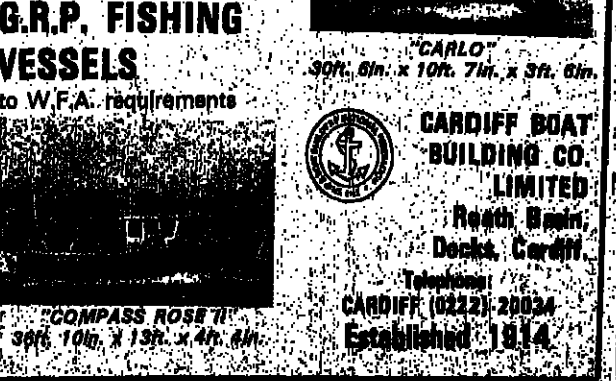 G.R.P. FISHING
VESSELS
to W.F.A. requirements
"COMPASS ROSE II"
36ft. 10in. x 13ft. x 4ft. 4in.
"CARLO"
30ft. 6in. x 10ft. 7in. x 3ft. 6in.
CARDIFF BOAT
BUILDING CO.
LIMITED
Roath Basin,
Docks, Cardiff.
Telephone:
CARDIFF (0222) 20034
Established 1914